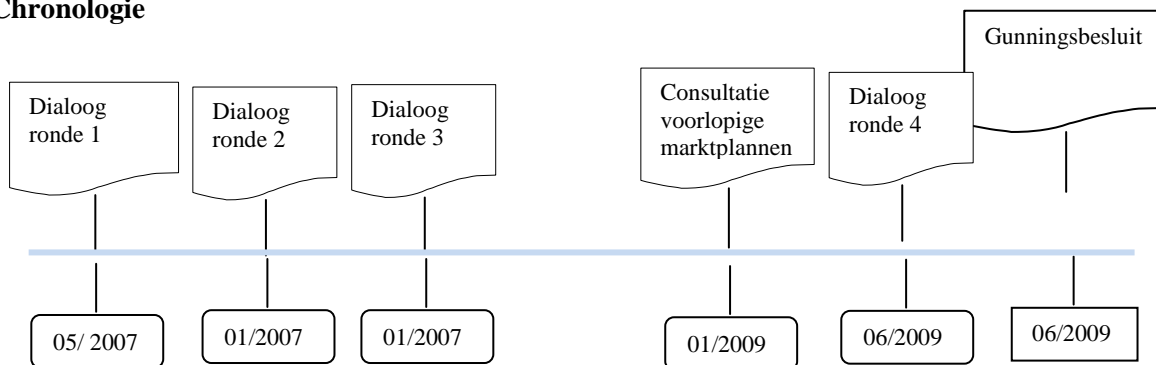 Chronologie
Gunningsbesluit
Dialoog
ronde 1
Dialoog
ronde 2
Dialoog
ronde 3
Consultatie
voorlopige
marktplannen
Dialoog
ronde 4
05/ 2007
01/2007
01/2007
01/2009
06/2009
06/2009